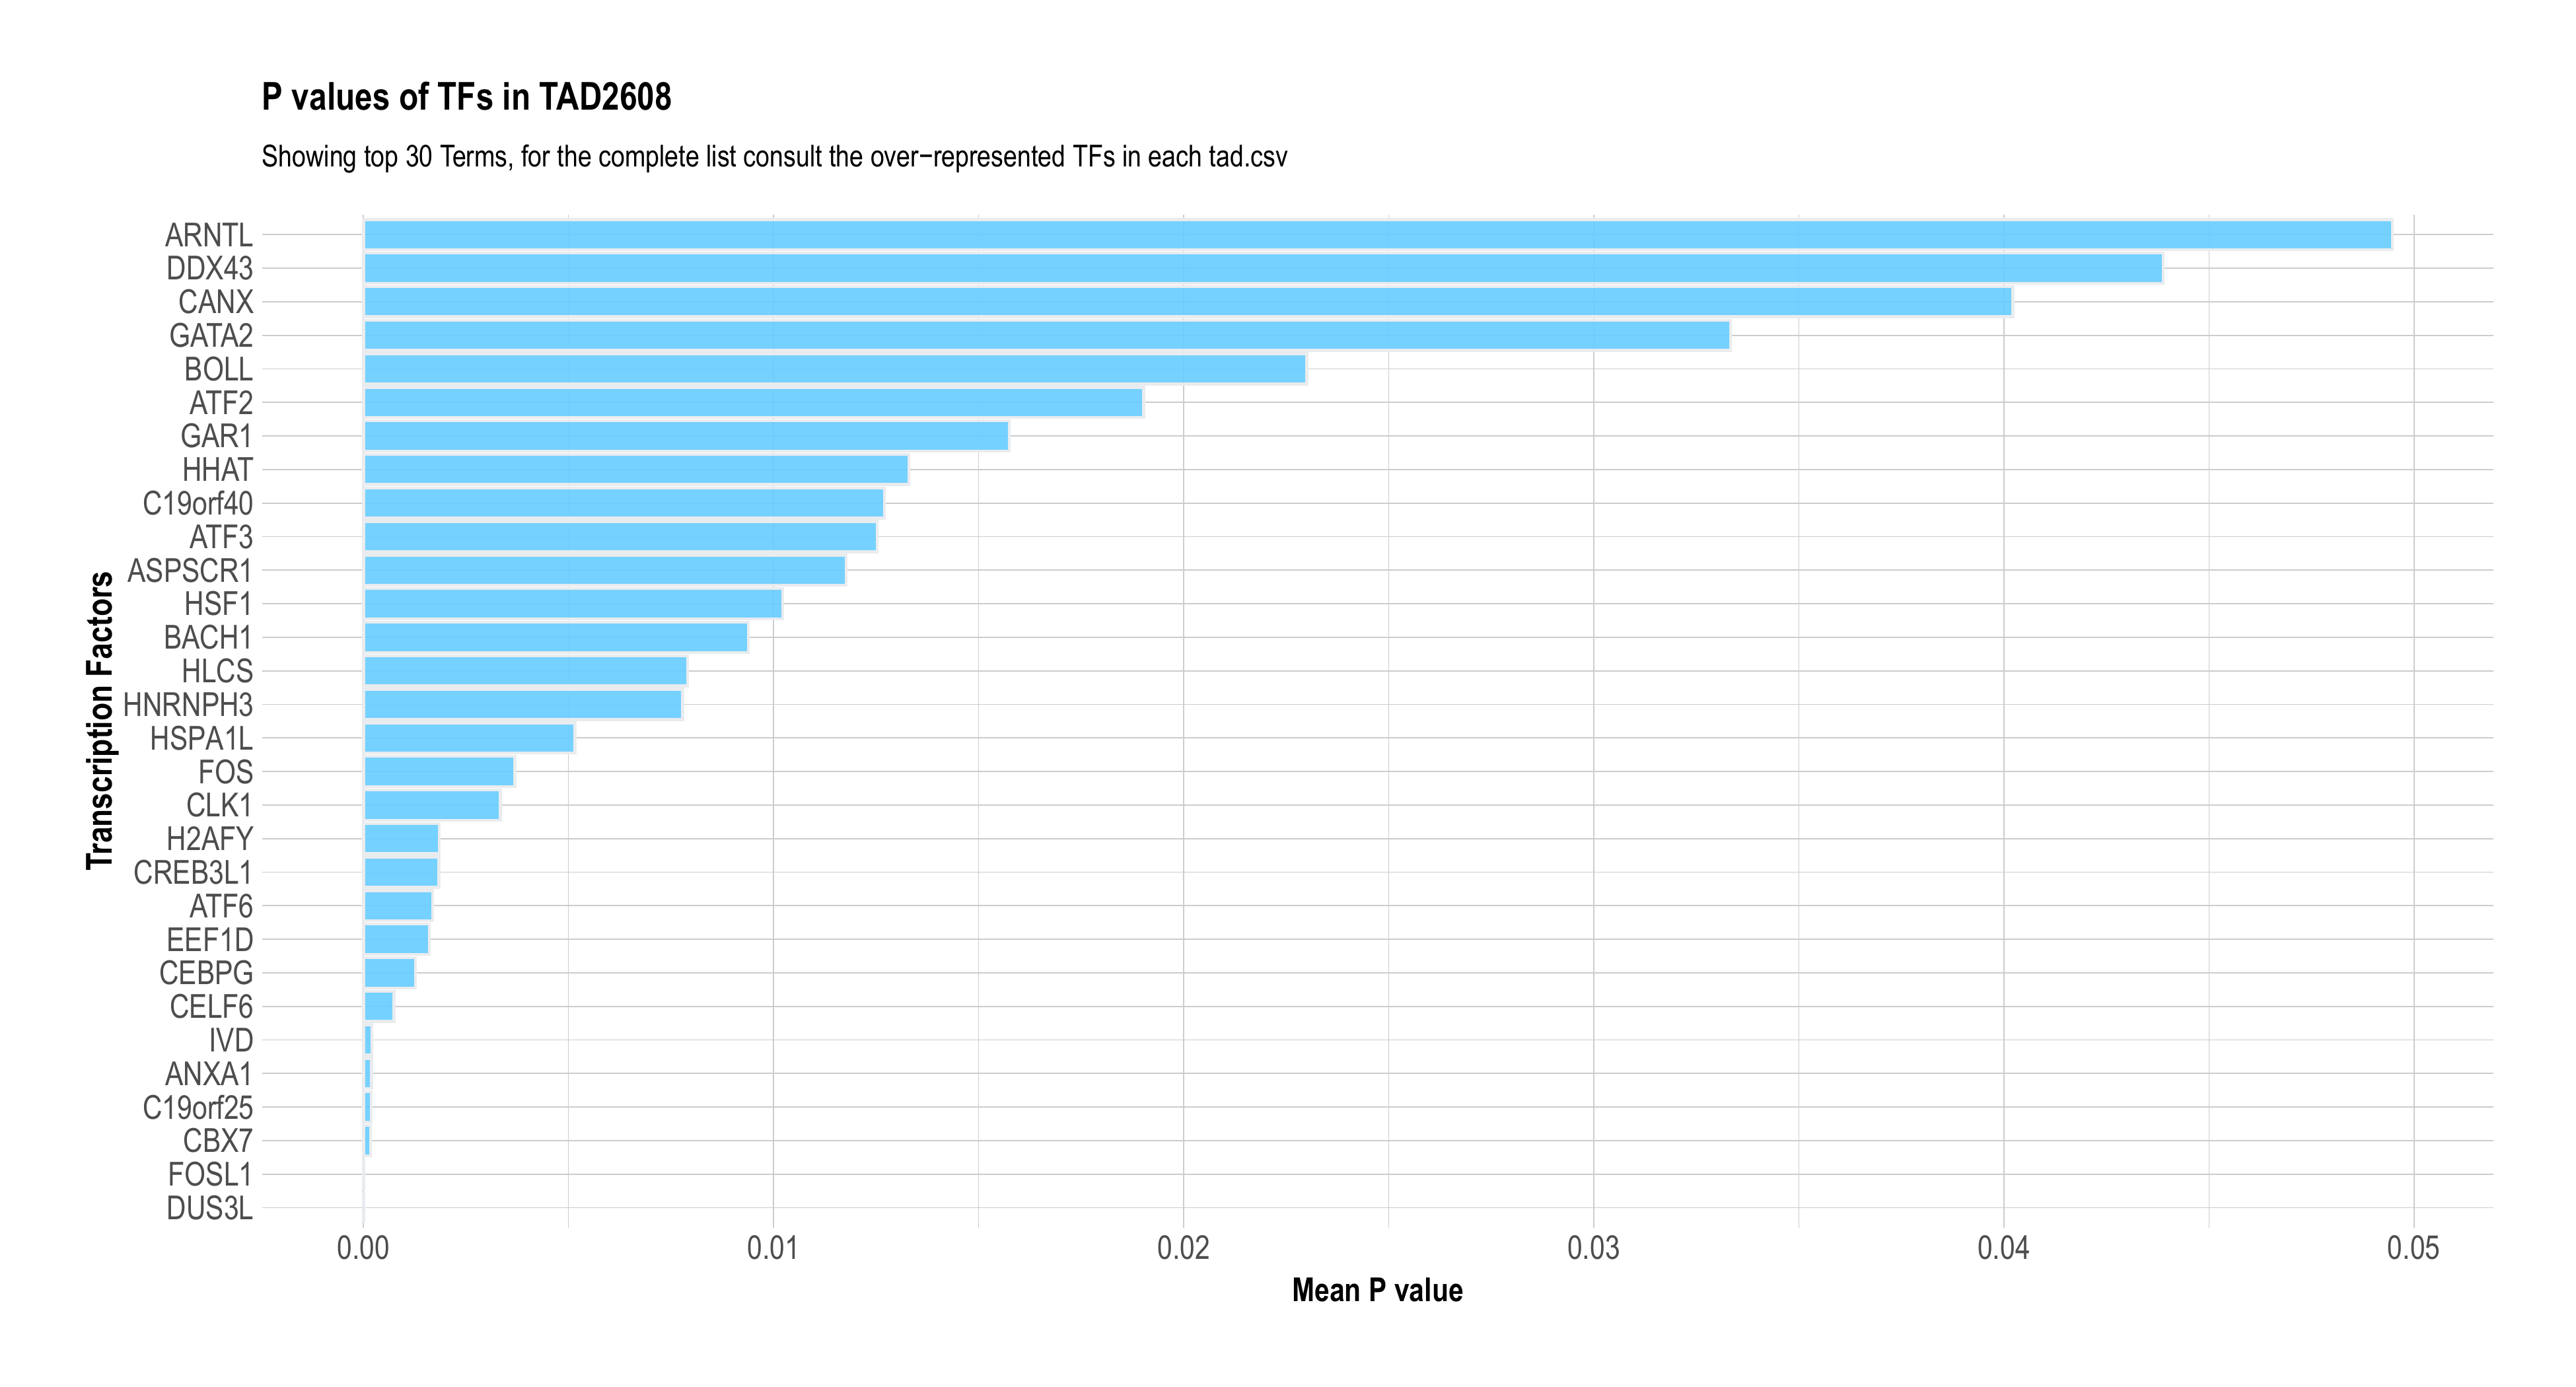 P values of TFs in TAD2608
Showing top 30 Terms, for the complete list consult the over−represented TFs in each tad.csv
Transcription Factors
ARNTL
DDX43
CANX
GATA2
BOLL
ATF2
GAR1
HHAT
C19orf40
ATF3
ASPSCR1
HSF1
BACH1
HLCS
HNRNPH3
HSPA1L
FOS
CLK1
H2AFY
CREB3L1
ATF6
EEF1D
CEBPG
CELF6
IVD
ANXA1
C19orf25
CBX7
FOSL1
DUS3L
0.00 0.01 0.02 0.03 0.04 0.05
Mean P value